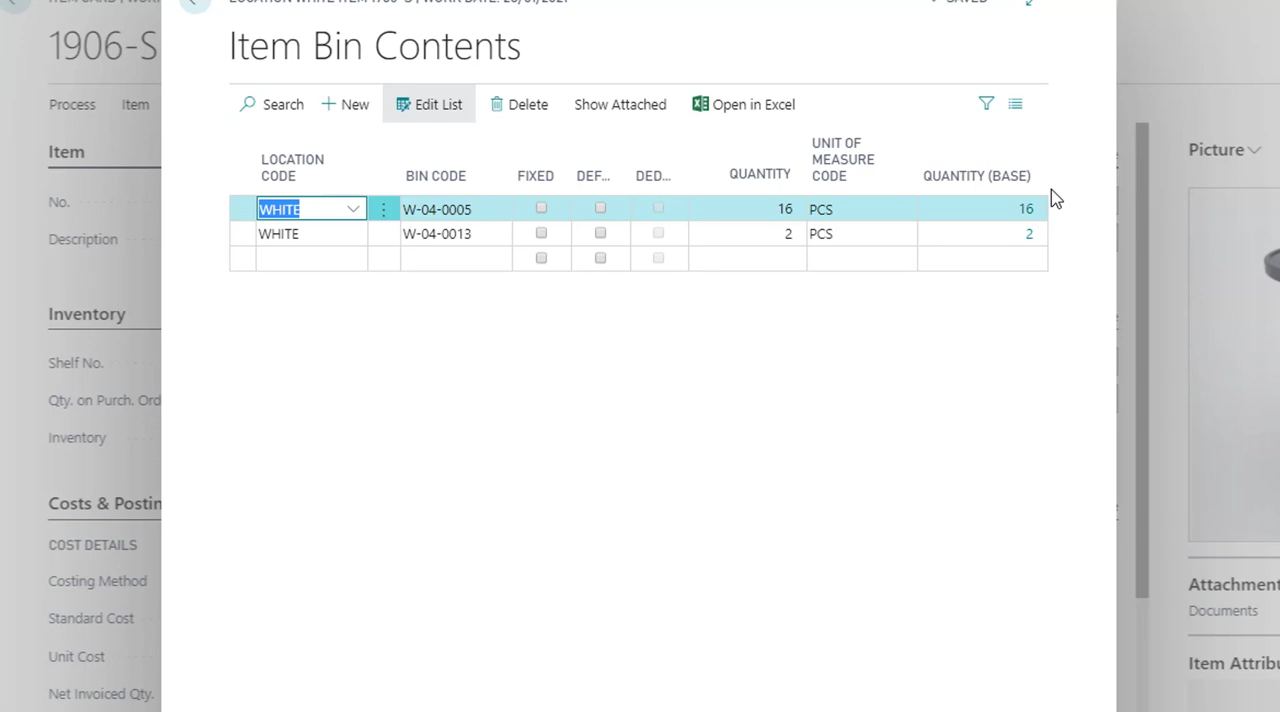 Item Bin Contents
1906-S
Search New Edit List Delete Show Attached Open in Excel
LOCATION CODE BIN CODE FIXED DEF... DED... QUANTITY UNIT OF MEASURE CODE QUANTITY (BASE)
WHITE W-04-0005 16 PCS 16
WHITE W-04-0013 2 PCS 2
Process Item
Item
No.
Description
Inventory
Shelf No.
Qty. on Purch. Ord
Inventory
Costs & Postin
COST DETAILS
Costing Method
Standard Cost
Unit Cost
Net Invoiced Qty.
Picture
Attachment
Documents
Item Attribu